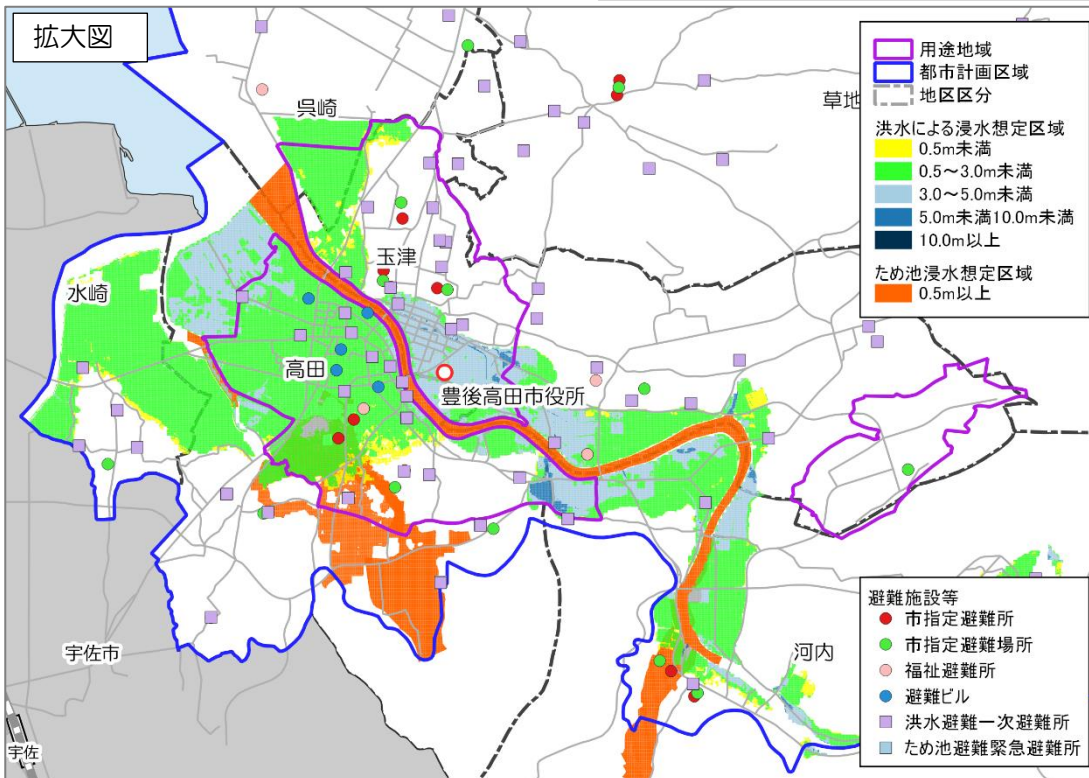 拡大図
用途地域
都市計画区域
地区区分
洪水による浸水想定区域
0.5m未満
0.5～3.0m未満
3.0～5.0m未満
5.0m未満10.0m未満
10.0m以上
ため池浸水想定区域
0.5m以上
草地
呉崎
玉津
水崎
高田
豊後高田市役所
河内
宇佐市
宇佐
避難施設等
市指定避難所
市指定避難場所
福祉避難所
避難ビル
洪水避難一次避難所
ため池避難緊急避難所